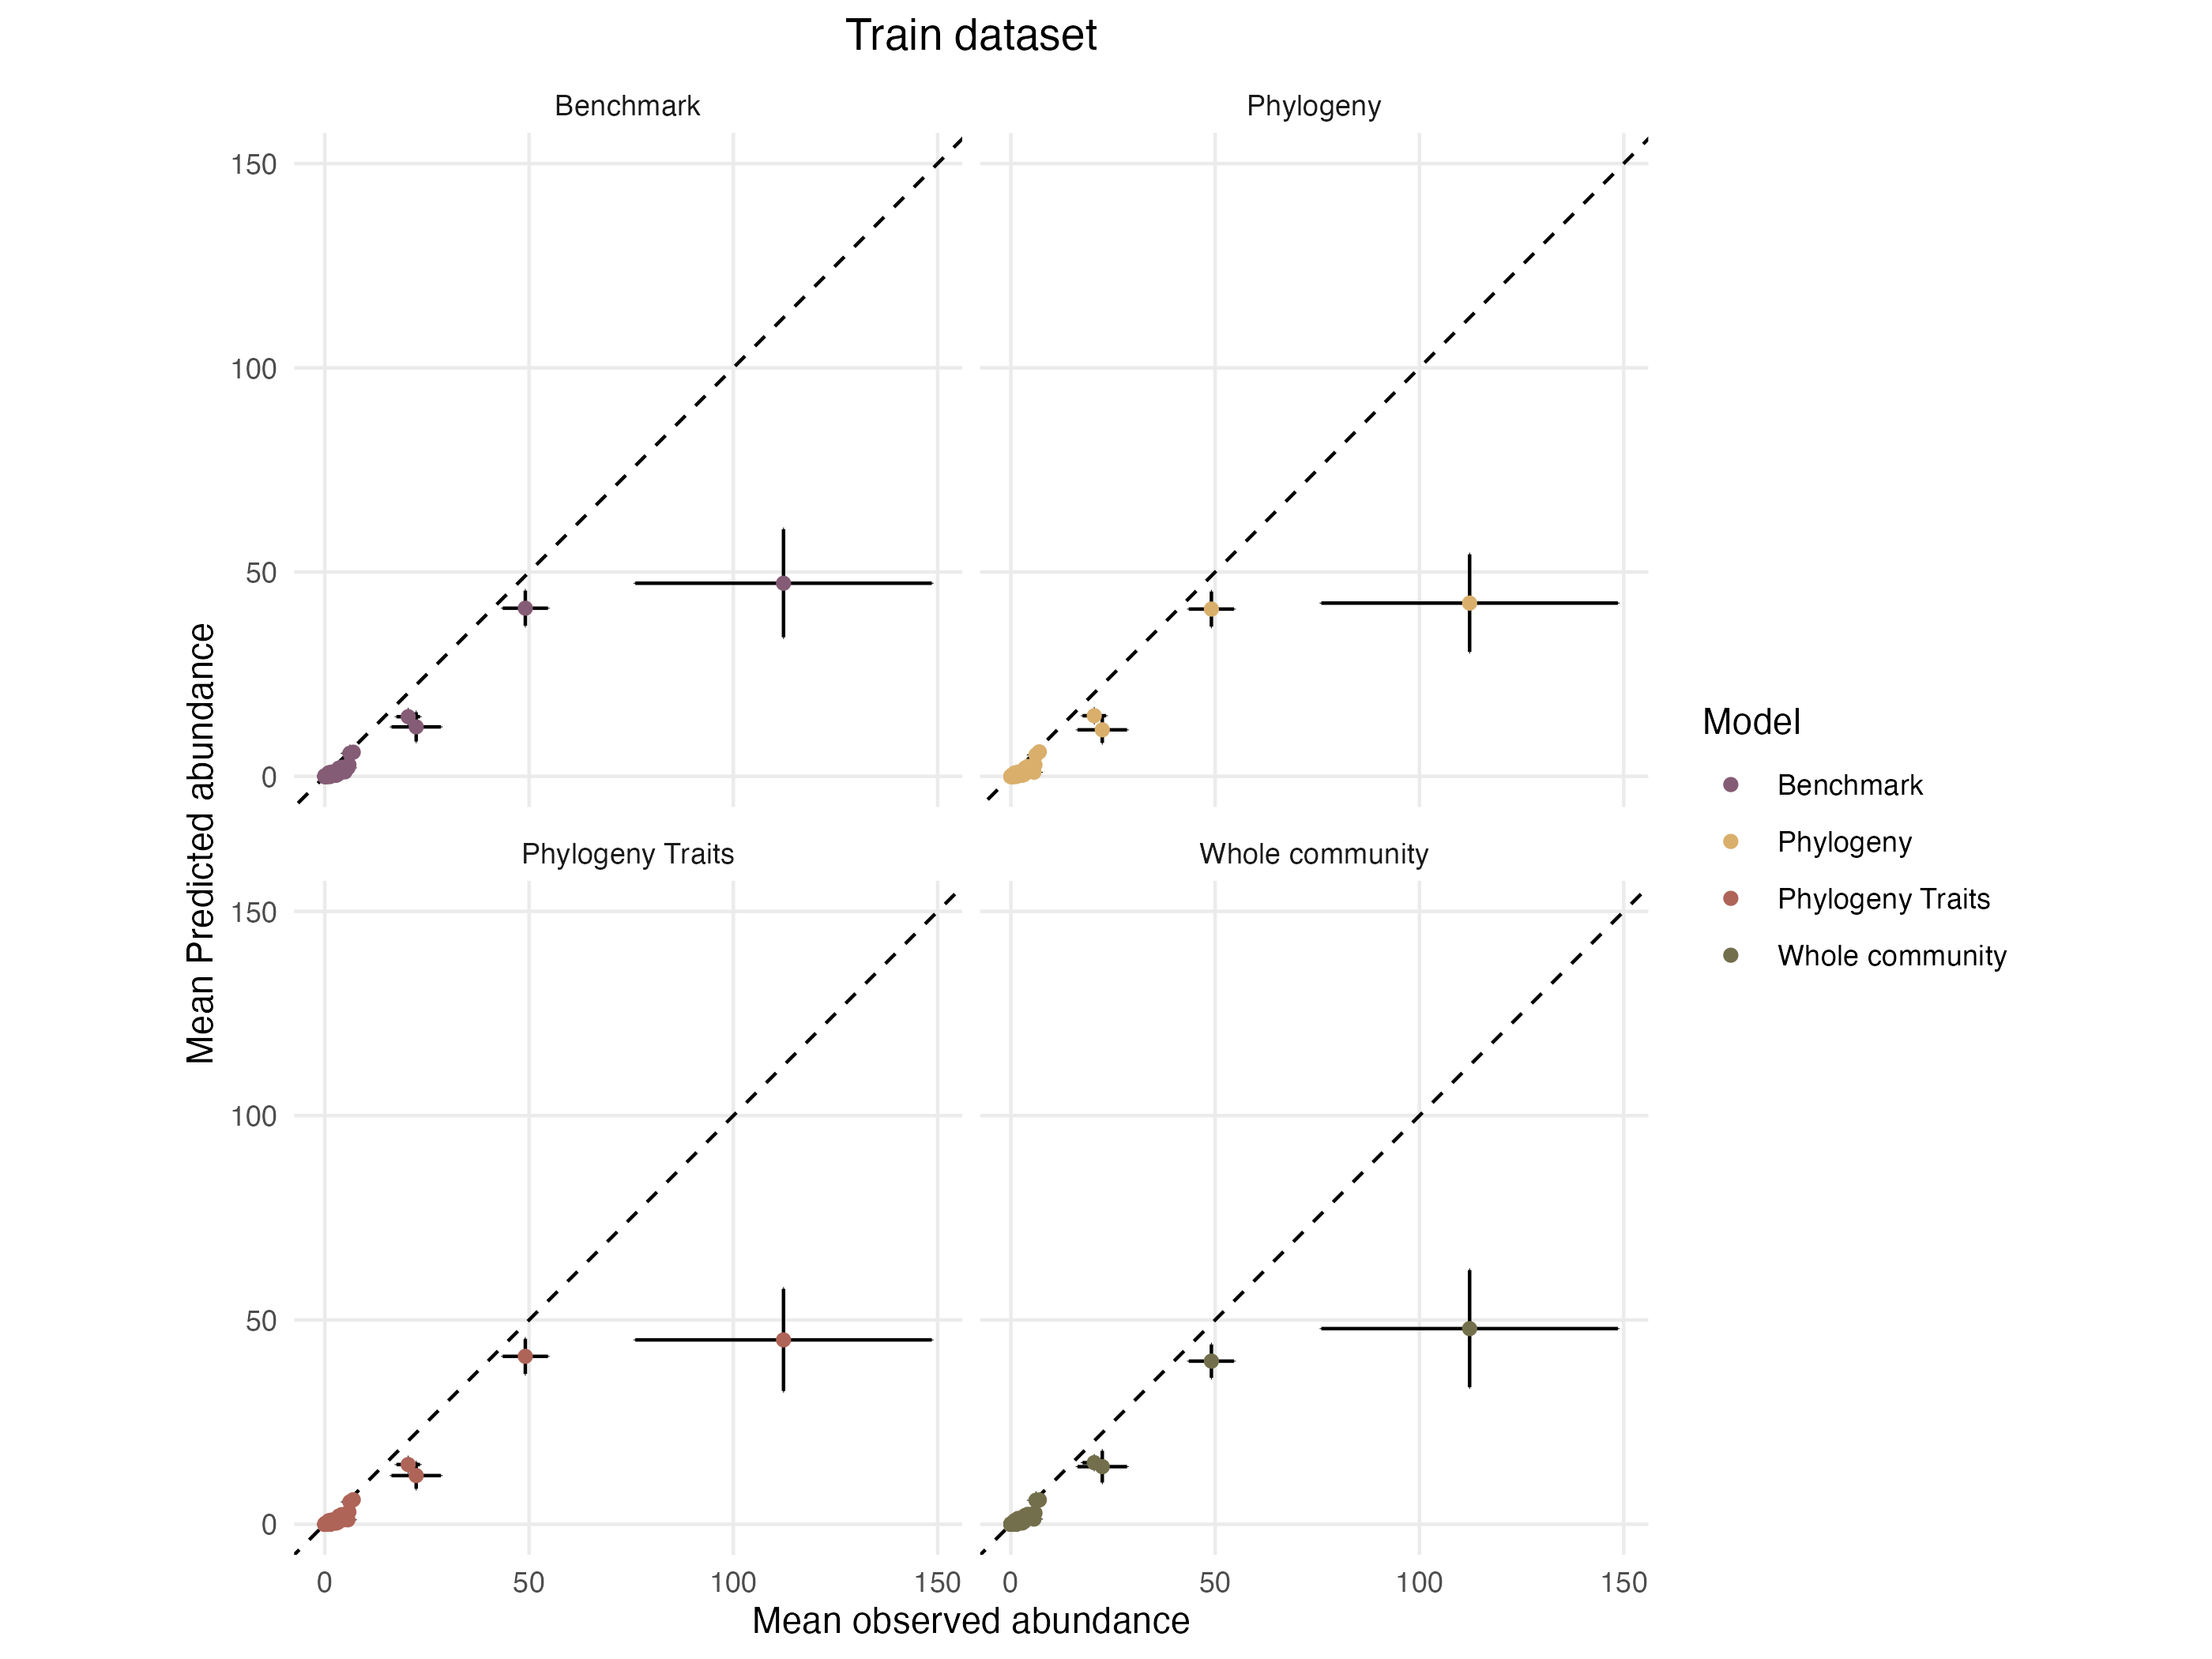 Train dataset
Benchmark
Phylogeny
150
100
50
0
Phylogeny Traits
Whole community
150
100
50
0
0
50
100
150
0
50
100
150
Mean observed abundance
Mean Predicted abundance
Model
Benchmark
Phylogeny
Phylogeny Traits
Whole community